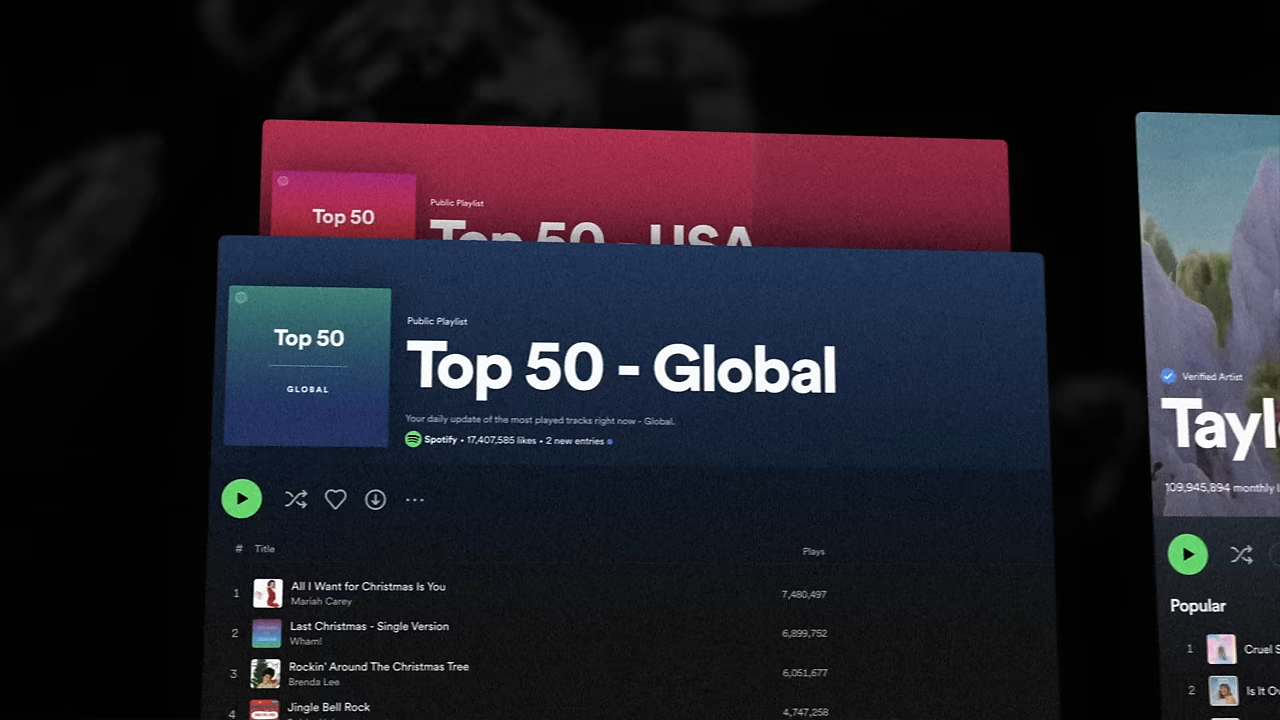 Public Playlist
Top 50 - USA
Top 50
Public Playlist
Top 50 - Global
Top 50
GLOBAL
Your daily update of the most played tracks right now - Global.
Spotify • 17,407,585 likes • 2 new entries
# Title Plays
1 All I Want for Christmas Is You 7,480,497
Mariah Carey
2 Last Christmas - Single Version 6,899,752
Wham!
3 Rockin' Around The Christmas Tree 6,051,677
Brenda Lee
4 Jingle Bell Rock 4,747,258
Verified Artist
Tayl
109,945,894 monthly
Popular
1 Cruel S
2 Is It Ov